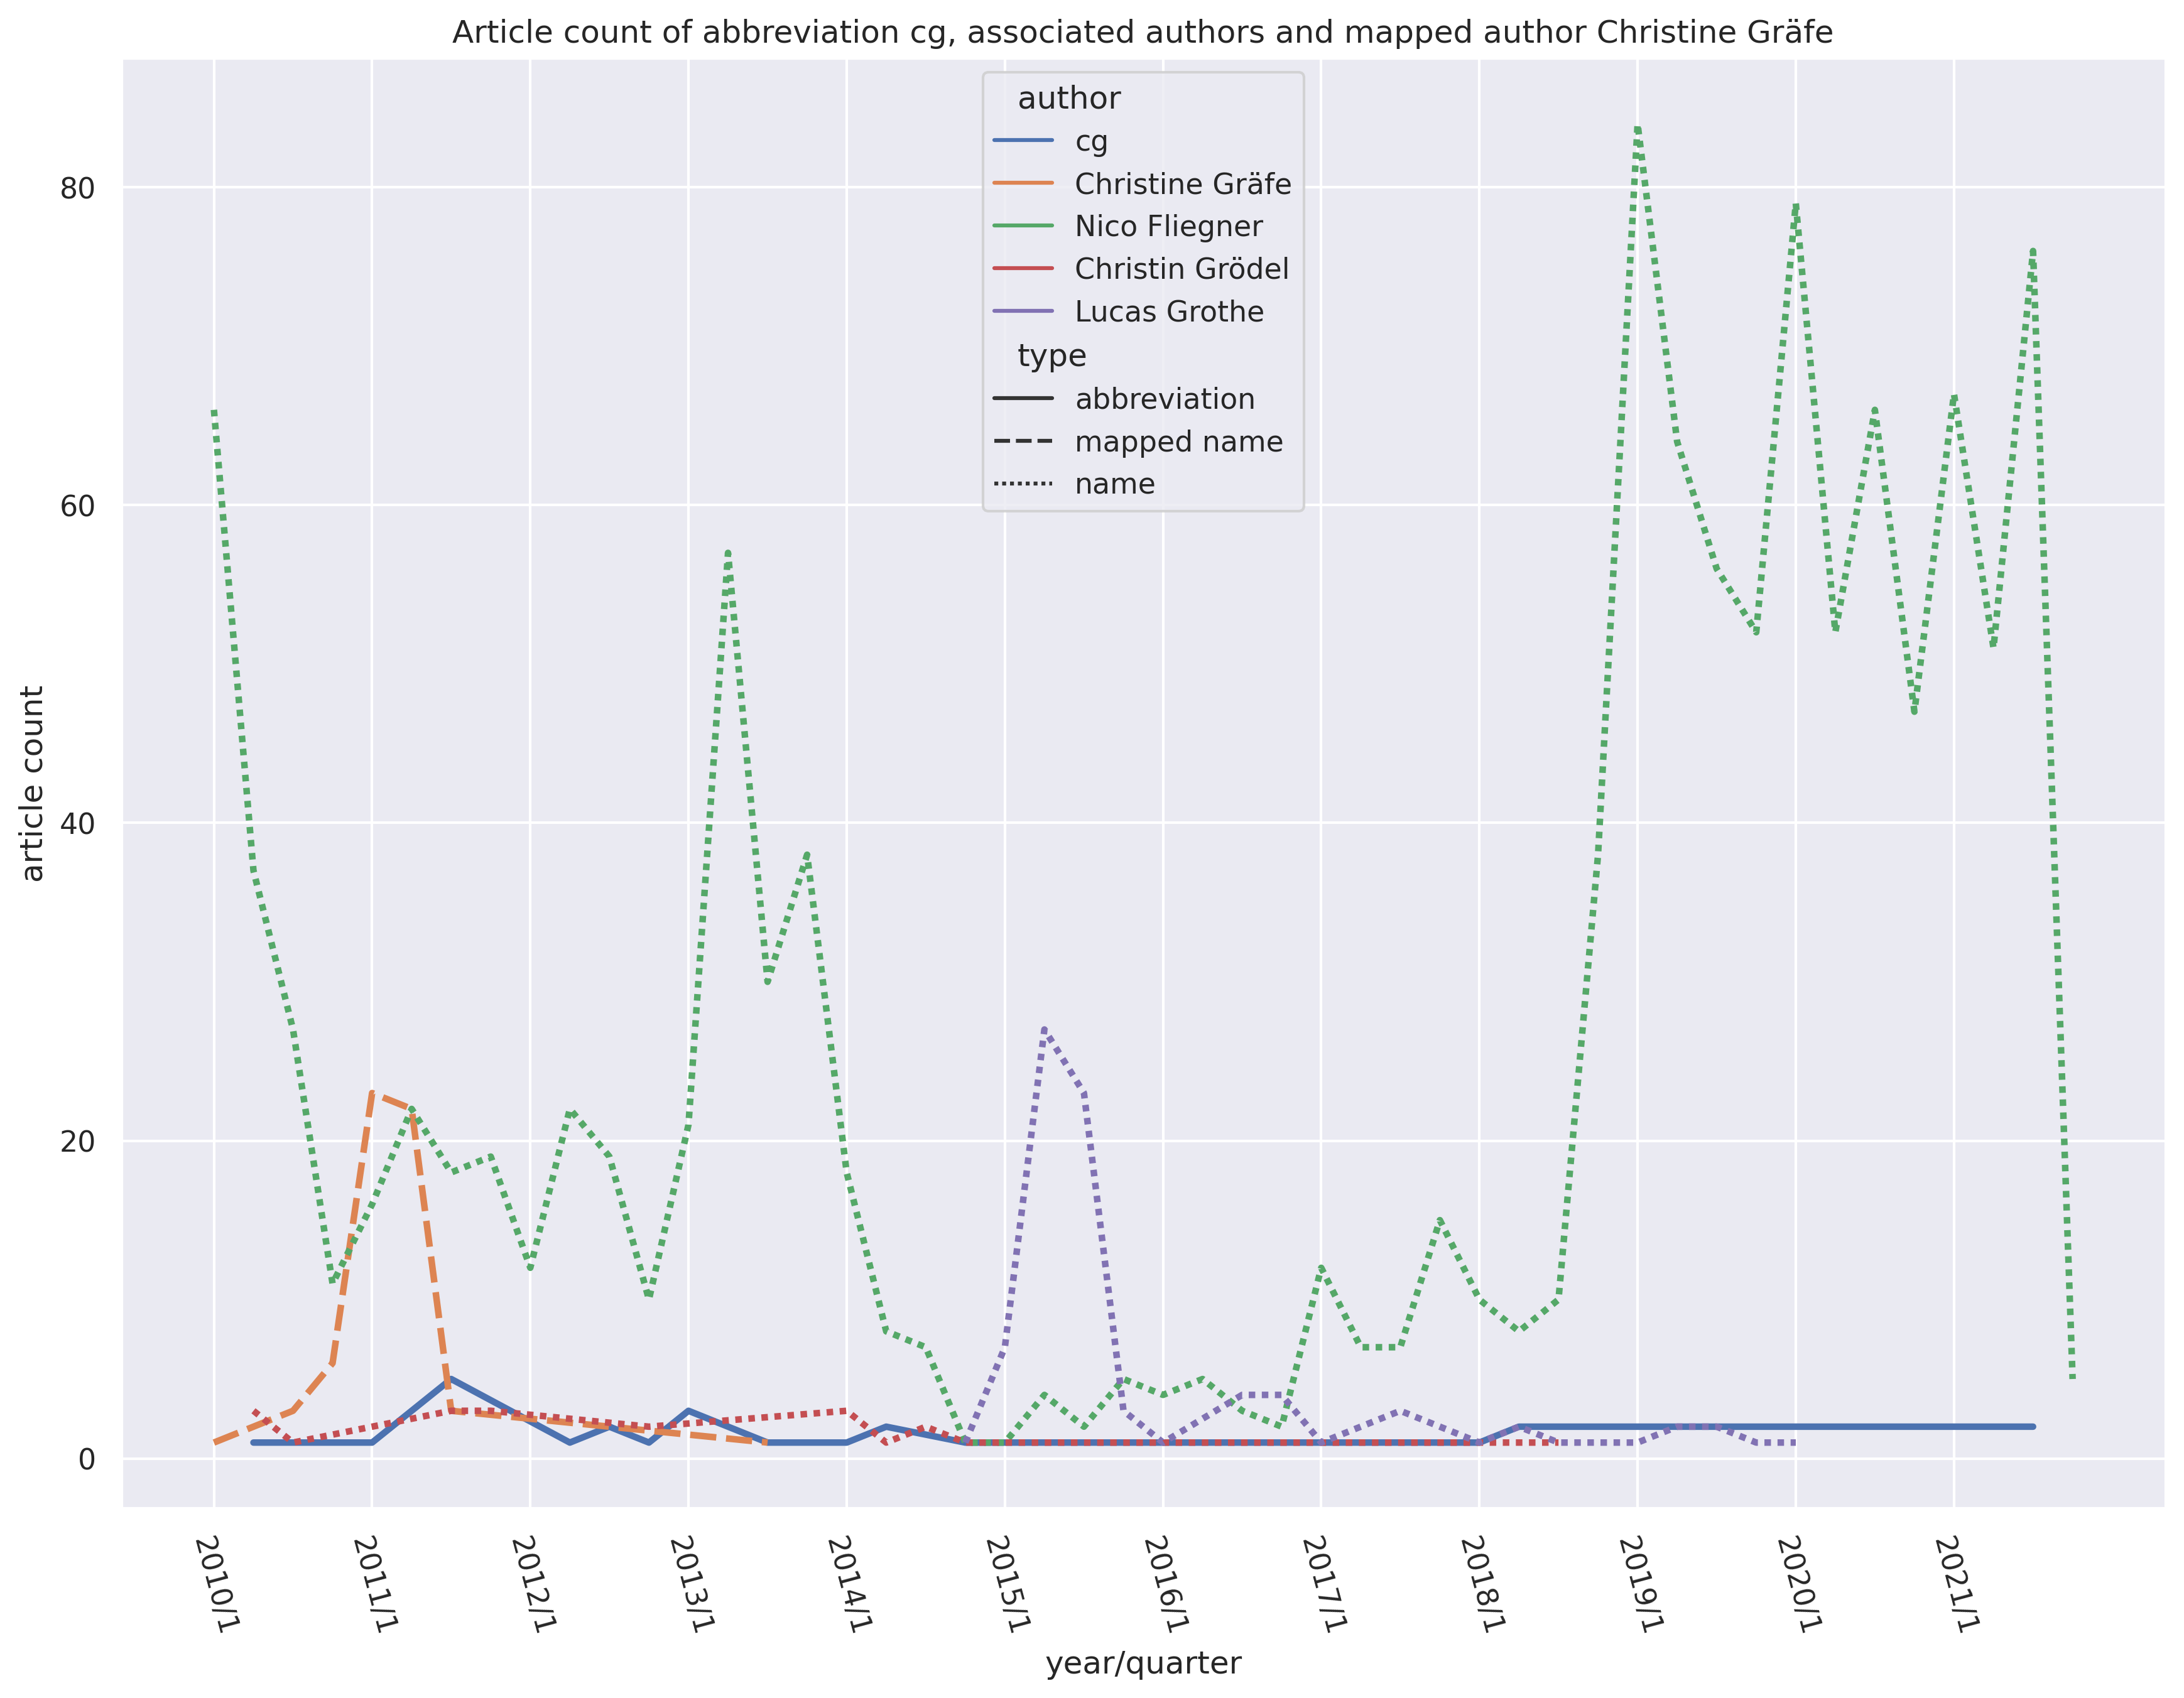 Article count of abbreviation cg, associated authors and mapped author Christine Gräfe
author
cg
Christine Gräfe
Nico Fliegner
Christin Grödel
Lucas Grothe
type
abbreviation
mapped name
name
article count
80
60
40
20
0
2010/1
2011/1
2012/1
2013/1
2014/1
2015/1
2016/1
2017/1
2018/1
2019/1
2020/1
2021/1
year/quarter